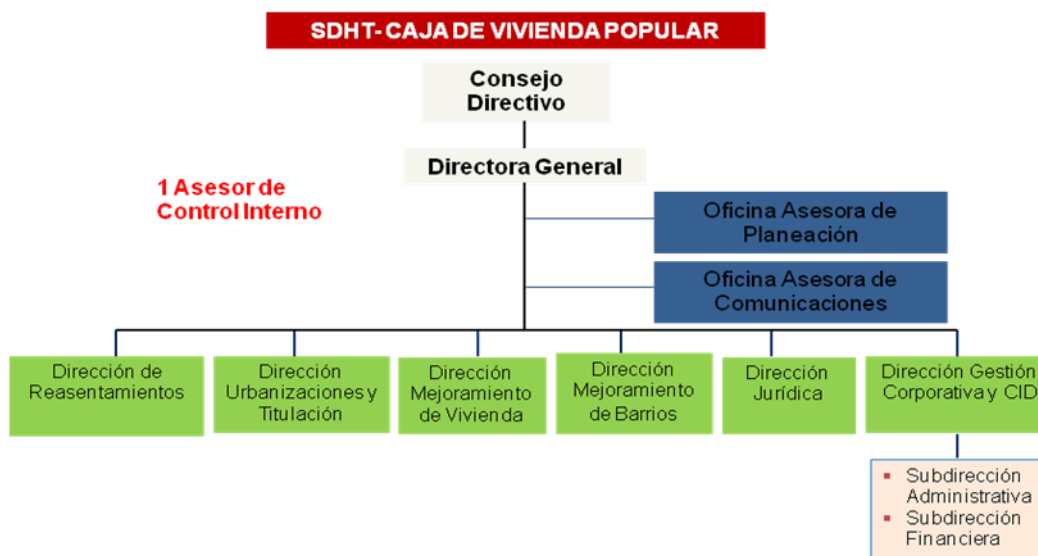 SDHT- CAJA DE VIVIENDA POPULAR
Consejo
Directivo
Directora General
1 Asesor de
Control Interno
Oficina Asesora de
Planeación
Oficina Asesora de
Comunicaciones
Dirección de
Reasentamientos
Dirección
Urbanizaciones y
Titulación
Dirección
Mejoramiento
de Vivienda
Dirección
Mejoramiento
de Barrios
Dirección
Jurídica
Dirección Gestión
Corporativa y CID
Subdirección
Administrativa
Subdirección
Financiera